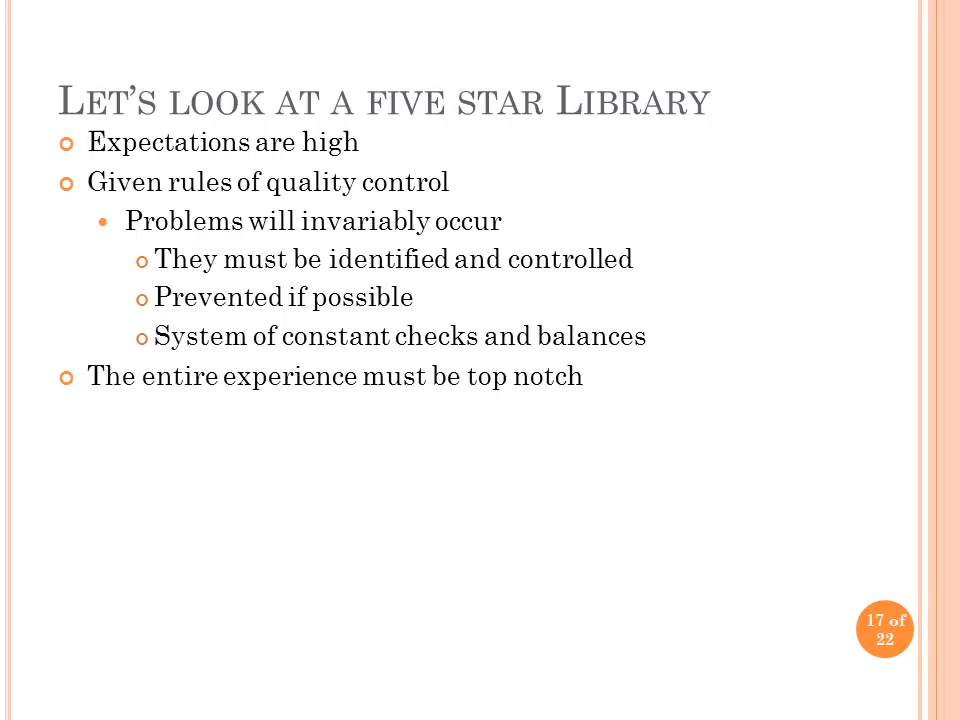 Let's look at a five star Library
Expectations are high
Given rules of quality control
Problems will invariably occur
They must be identified and controlled
Prevented if possible
System of constant checks and balances
The entire experience must be top notch
17 of
22